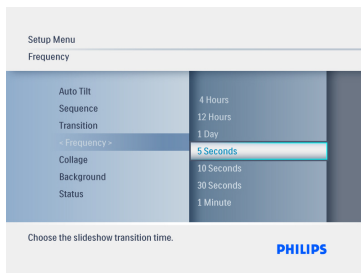 Setup Menu
Frequency
Auto Tilt
Sequence
Transition
< Frequency >
Collage
Background
Status
4 Hours
12 Hours
1 Day
5 Seconds
10 Seconds
30 Seconds
1 Minute
Choose the slideshow transition time.
PHILIPS